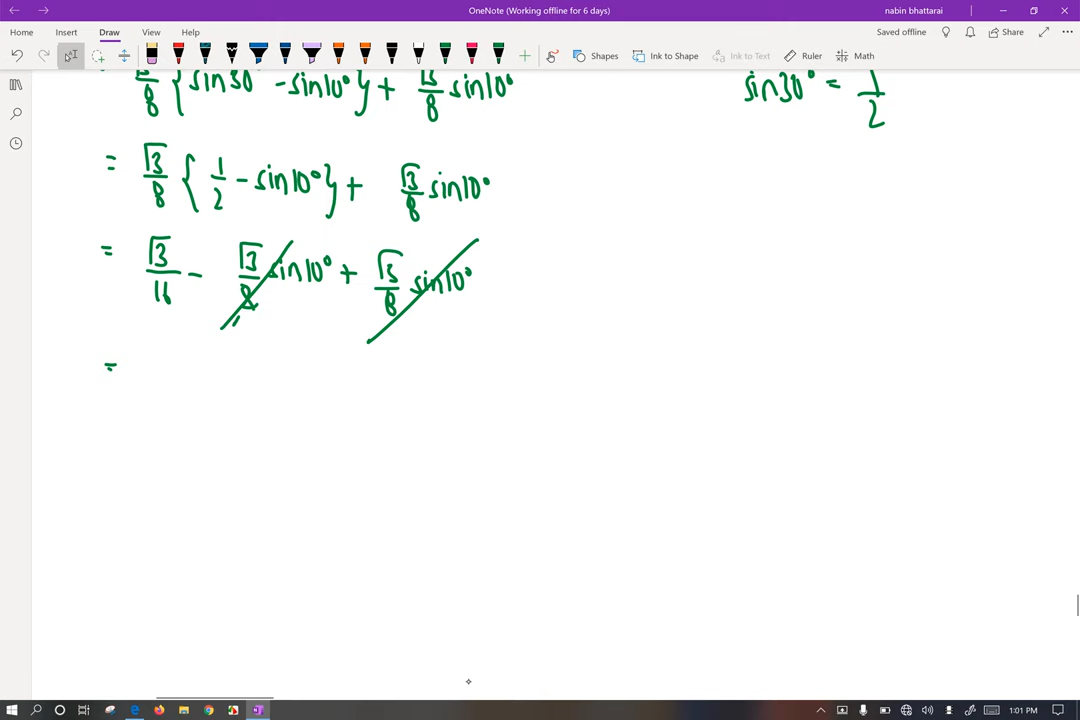 OneNote (Working offline for 6 days)
nabin bhattarai
Home Insert Draw View Help
Saved offline Share
Shapes Ink to Shape Ink to Text Ruler Math
√3/8 {sin30° - sin10°} + √3/8 sin10°
sin30° = 1/2
= √3/8 {1/2 - sin10°} + √3/8 sin10°
= √3/16 - √3/8 sin10° + √3/8 sin10°
=
1:01 PM